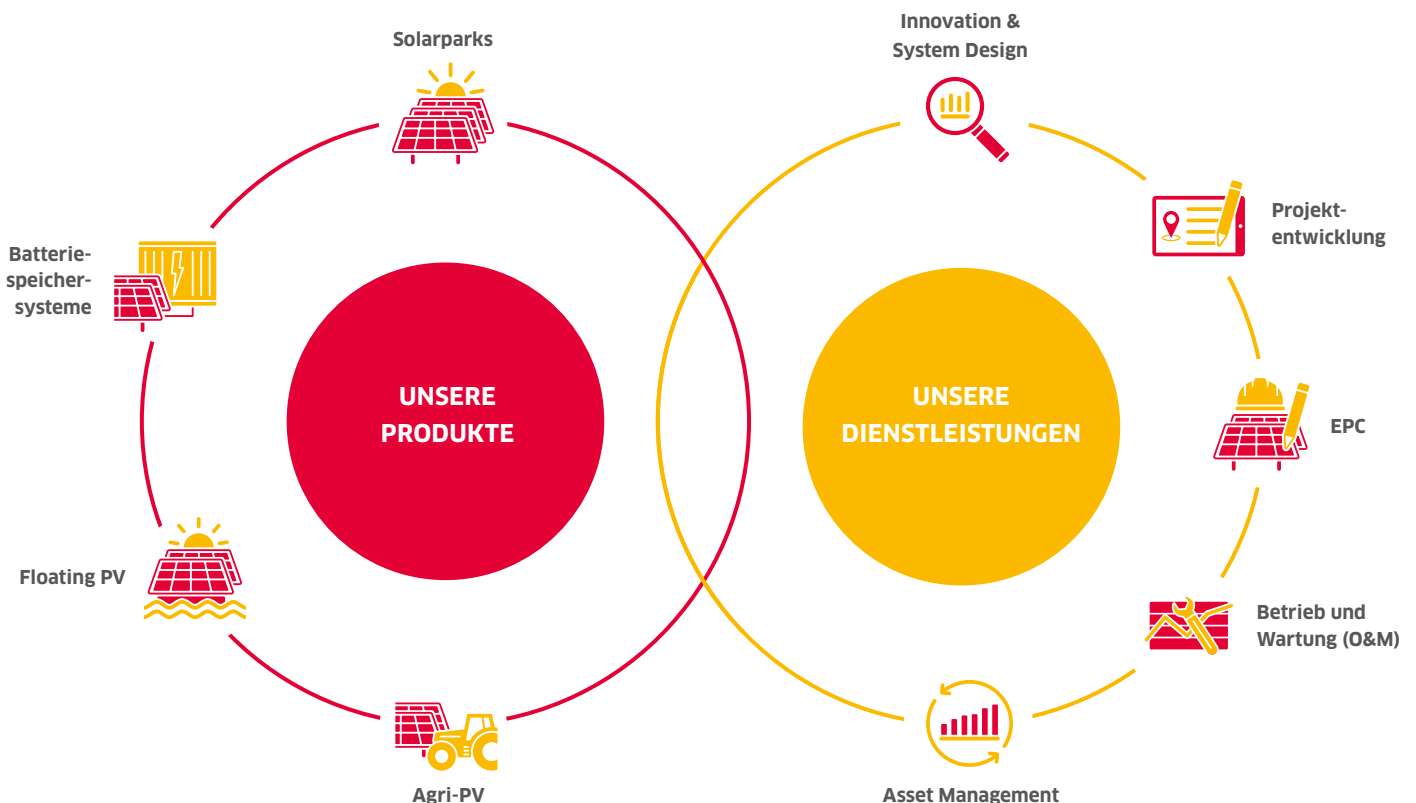 Solarparks
Batterie-
speicher-
systeme
UNSERE
PRODUKTE
Floating PV
Agri-PV
Innovation &
System Design
Projekt-
entwicklung
UNSERE
DIENSTLEISTUNGEN
EPC
Betrieb und
Wartung (O&M)
Asset Management